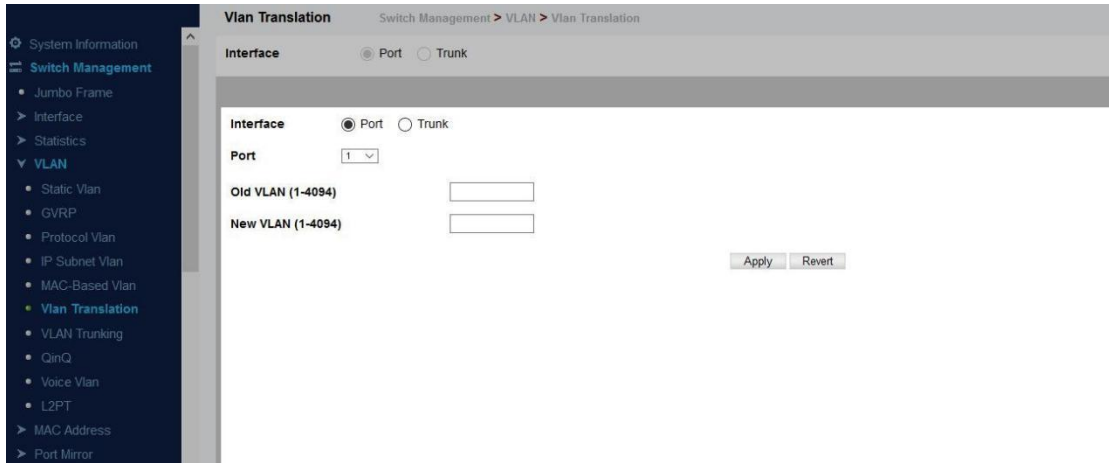 Vlan Translation Switch Management > VLAN > Vlan Translation
System Information
Interface Port Trunk
Switch Management
Jumbo Frame
Interface
Statistics
VLAN
Static Vlan
GVRP
Protocol Vlan
IP Subnet Vlan
MAC-Based Vlan
Vlan Translation
VLAN Trunking
QinQ
Voice Vlan
L2PT
MAC Address
Port Mirror
Interface Port Trunk
Port 1
Old VLAN (1-4094)
New VLAN (1-4094)
Apply Revert